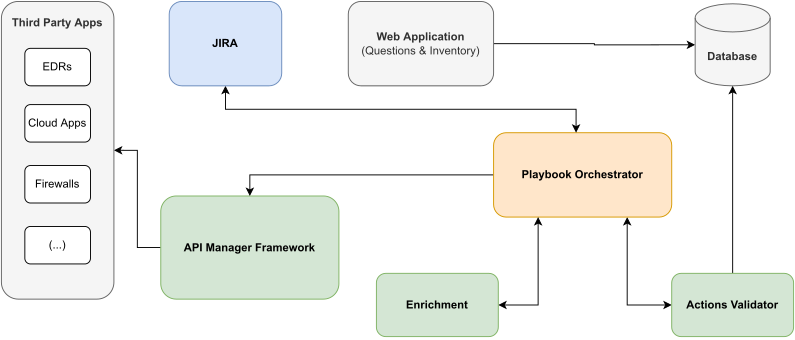 Third Party Apps
EDRs
Cloud Apps
Firewalls
(...)
JIRA
Web Application
(Questions & Inventory)
Database
Playbook Orchestrator
API Manager Framework
Enrichment
Actions Validator